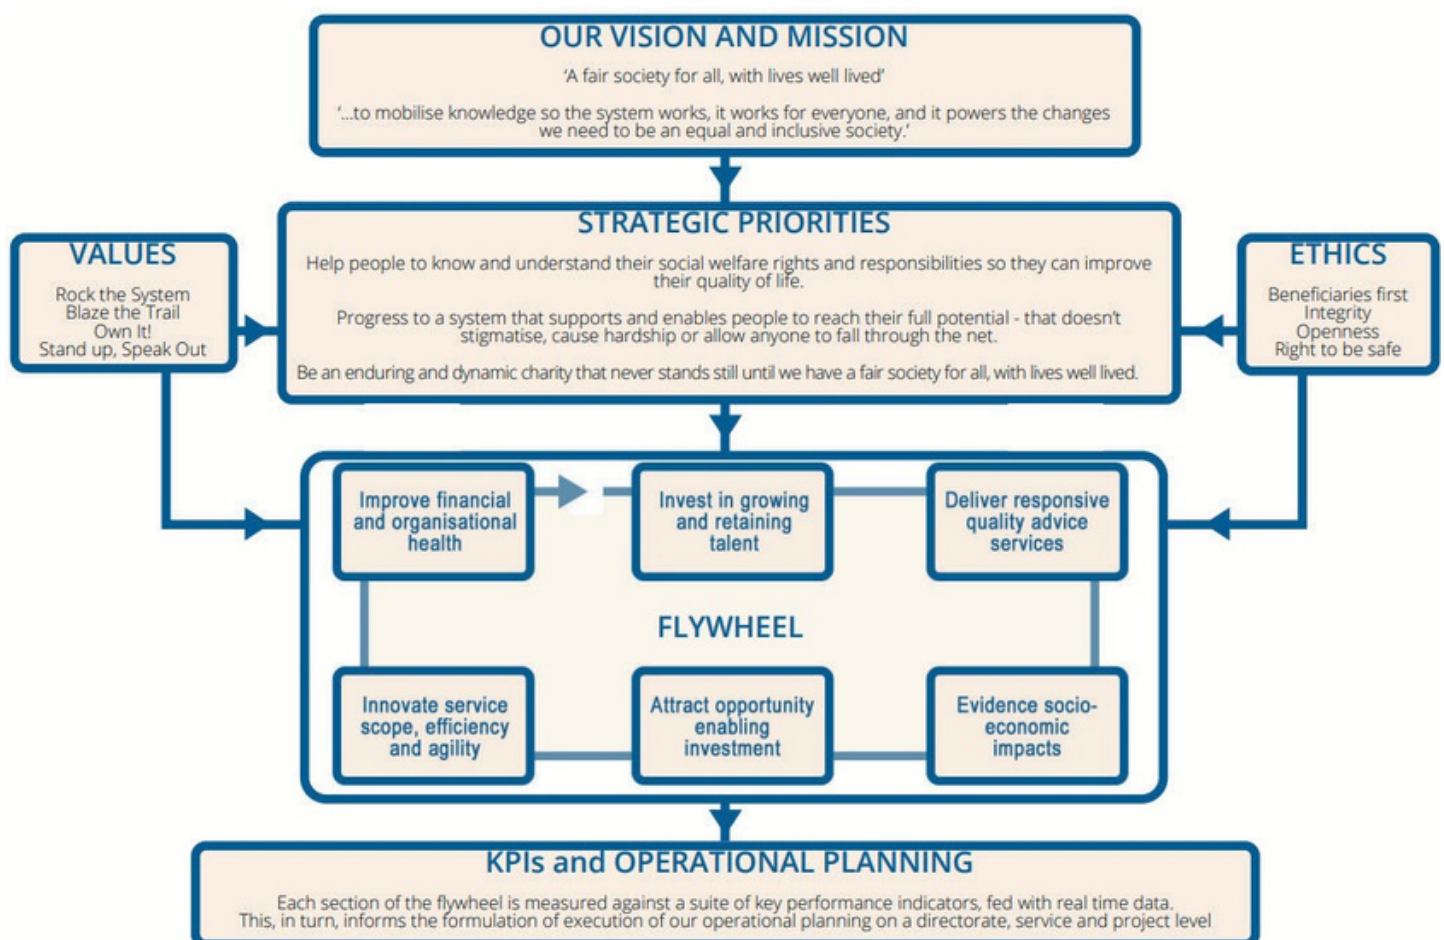 OUR VISION AND MISSION
‘A fair society for all, with lives well lived’
‘...to mobilise knowledge so the system works, it works for everyone, and it powers the changes
we need to be an equal and inclusive society.’
STRATEGIC PRIORITIES
Help people to know and understand their social welfare rights and responsibilities so they can improve
their quality of life.
Progress to a system that supports and enables people to reach their full potential - that doesn’t
stigmatise, cause hardship or allow anyone to fall through the net.
Be an enduring and dynamic charity that never stands still until we have a fair society for all, with lives well lived.
VALUES
Rock the System
Blaze the Trail
Own It!
Stand up, Speak Out
ETHICS
Beneficiaries first
Integrity
Openness
Right to be safe
Improve financial
and organisational
health
Invest in growing
and retaining
talent
Deliver responsive
quality advice
services
FLYWHEEL
Innovate service
scope, efficiency
and agility
Attract opportunity
enabling
investment
Evidence socio-
economic
impacts
KPIs and OPERATIONAL PLANNING
Each section of the flywheel is measured against a suite of key performance indicators, fed with real time data.
This, in turn, informs the formulation of execution of our operational planning on a directorate, service and project level